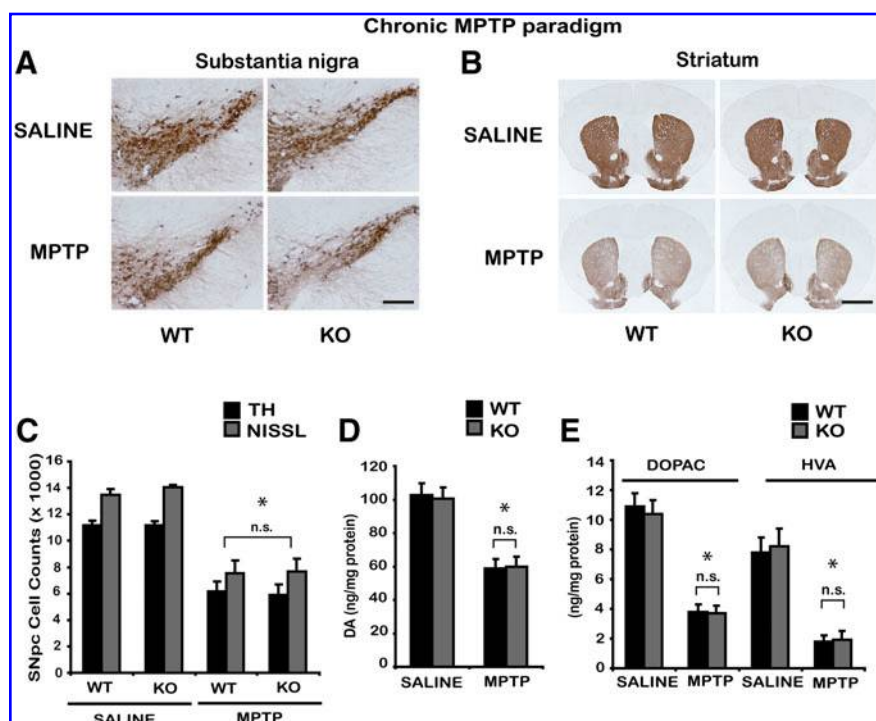 Chronic MPTP paradigm
A
Substantia nigra
SALINE
MPTP
WT KO
B
Striatum
SALINE
MPTP
WT KO
C
TH
NISSL
SNpc Cell Counts (x 1000)
16
14
12
10
8
6
4
2
0
*
n.s.
WT KO WT KO
SALINE MPTP
D
WT
KO
DA (ng/mg protein)
120
100
80
60
40
20
0
*
n.s.
SALINE MPTP
E
WT
KO
DOPAC HVA
(ng/mg protein)
14
12
10
8
6
4
2
0
*
n.s.
*
n.s.
SALINE MPTP SALINE MPTP